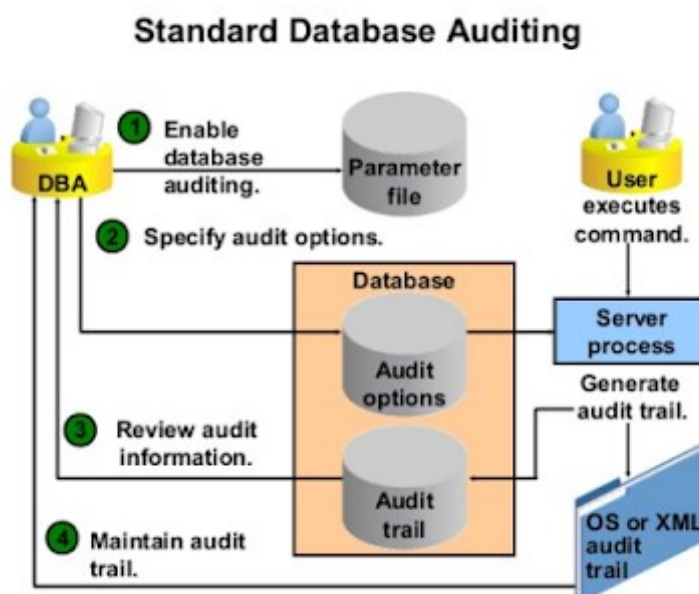 Standard Database Auditing
1
Enable
database
auditing.
DBA
Parameter
file
User
executes
command.
2
Specify audit options.
Database
Audit
options
Server
process
Generate
audit trail.
3
Review audit
information.
Audit
trail
4
Maintain audit
trail.
OS or XML
audit
trail